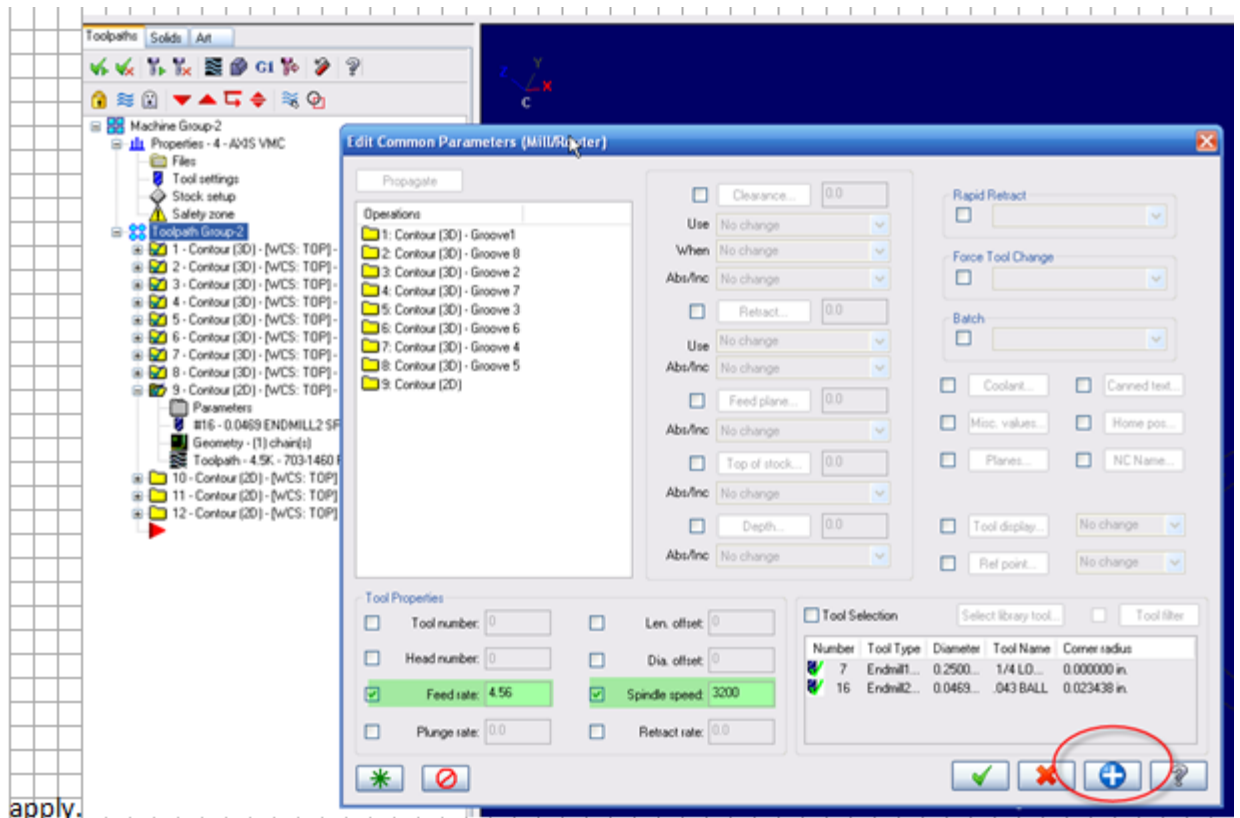 Toolpaths Solids Art
G1
Y
Z X
C
Machine Group-2
Properties - 4 - AXIS VMC
Files
Tool settings
Stock setup
Safety zone
Toolpath Group-2
1 - Contour (3D) - [WCS: TOP] -
2 - Contour (3D) - [WCS: TOP] -
3 - Contour (3D) - [WCS: TOP] -
4 - Contour (3D) - [WCS: TOP] -
5 - Contour (3D) - [WCS: TOP] -
6 - Contour (3D) - [WCS: TOP] -
7 - Contour (3D) - [WCS: TOP] -
8 - Contour (3D) - [WCS: TOP] -
9 - Contour (2D) - [WCS: TOP] -
Parameters
#16 - 0.0469 ENDMILL2 SP
Geometry - (1) chain(s)
Toolpath - 4.5K - 703-1460
10 - Contour (2D) - [WCS: TOP]
11 - Contour (2D) - [WCS: TOP]
12 - Contour (2D) - [WCS: TOP]
Edit Common Parameters (Mill/Router)
Propagate
Operations
1: Contour (3D) - Groove1
2: Contour (3D) - Groove 8
3: Contour (3D) - Groove 2
4: Contour (3D) - Groove 7
5: Contour (3D) - Groove 3
6: Contour (3D) - Groove 6
7: Contour (3D) - Groove 4
8: Contour (3D) - Groove 5
9: Contour (2D)
Clearance... 0.0
Use No change
When No change
Abs/Inc No change
Retract... 0.0
Use No change
Abs/Inc No change
Feed plane... 0.0
Abs/Inc No change
Top of stock... 0.0
Abs/Inc No change
Depth... 0.0
Abs/Inc No change
Rapid Retract
Force Tool Change
Batch
Coolant... Canned text...
Misc. values... Home pos...
Planes... NC Name...
Tool display... No change
Ref point... No change
Tool Properties
Tool number: 0 Len. offset: 0
Head number: 0 Dia. offset: 0
Feed rate: 4.56 Spindle speed: 3200
Plunge rate: 0.0 Retract rate: 0.0
Tool Selection Select library tool... Tool filter
Number Tool Type Diameter Tool Name Corner radius
7 Endmill1... 0.2500... 1/4 LO... 0.000000 in.
16 Endmill2... 0.0469... .043 BALL 0.023438 in.
apply.